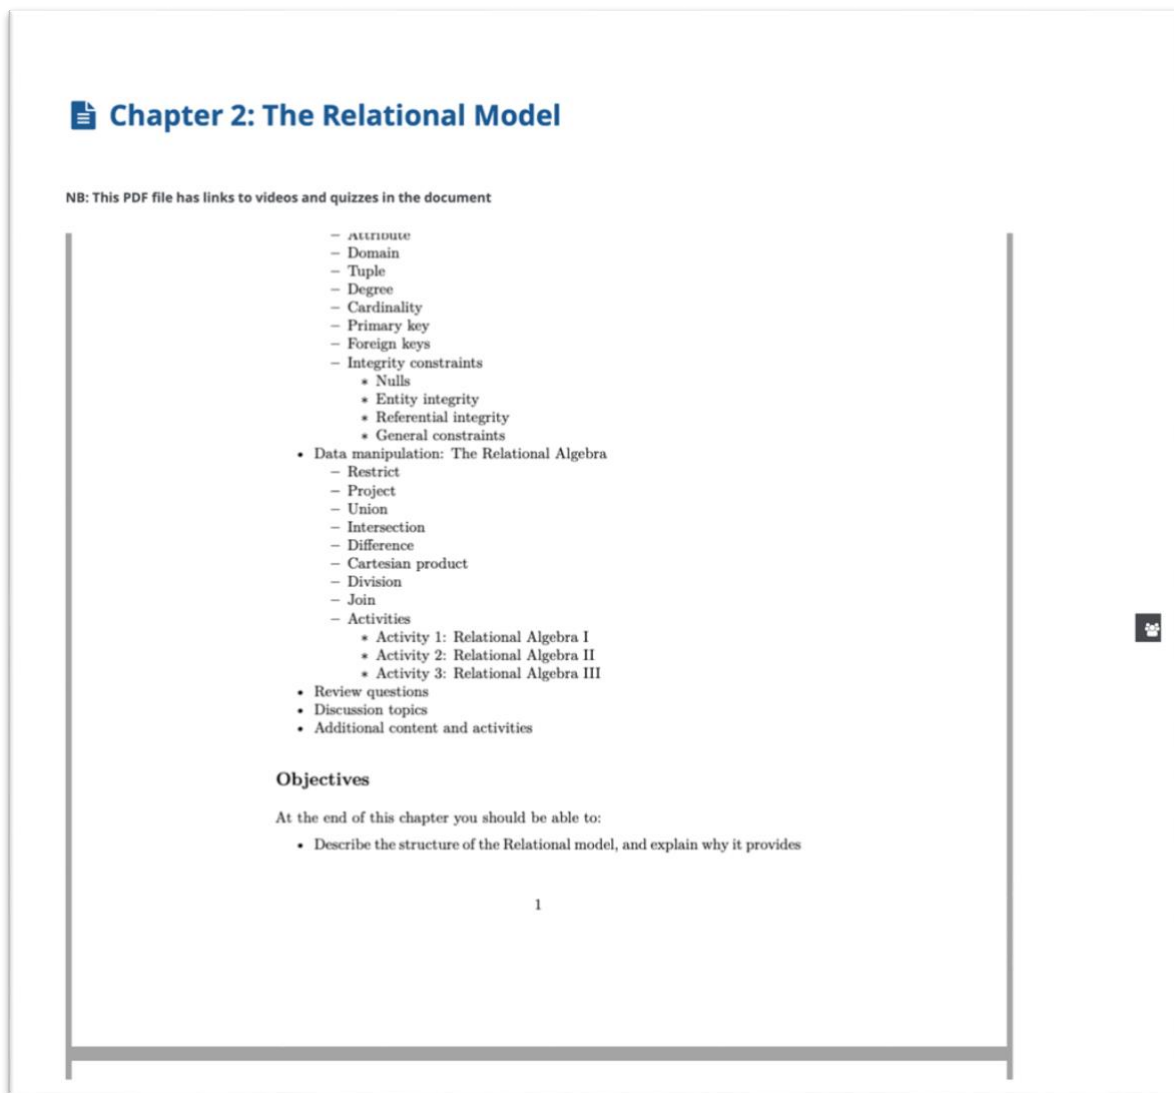 Chapter 2: The Relational Model
NB: This PDF file has links to videos and quizzes in the document
– Attribute
– Domain
– Tuple
– Degree
– Cardinality
– Primary key
– Foreign keys
– Integrity constraints
* Nulls
* Entity integrity
* Referential integrity
* General constraints
• Data manipulation: The Relational Algebra
– Restrict
– Project
– Union
– Intersection
– Difference
– Cartesian product
– Division
– Join
– Activities
* Activity 1: Relational Algebra I
* Activity 2: Relational Algebra II
* Activity 3: Relational Algebra III
• Review questions
• Discussion topics
• Additional content and activities
Objectives
At the end of this chapter you should be able to:
• Describe the structure of the Relational model, and explain why it provides
1